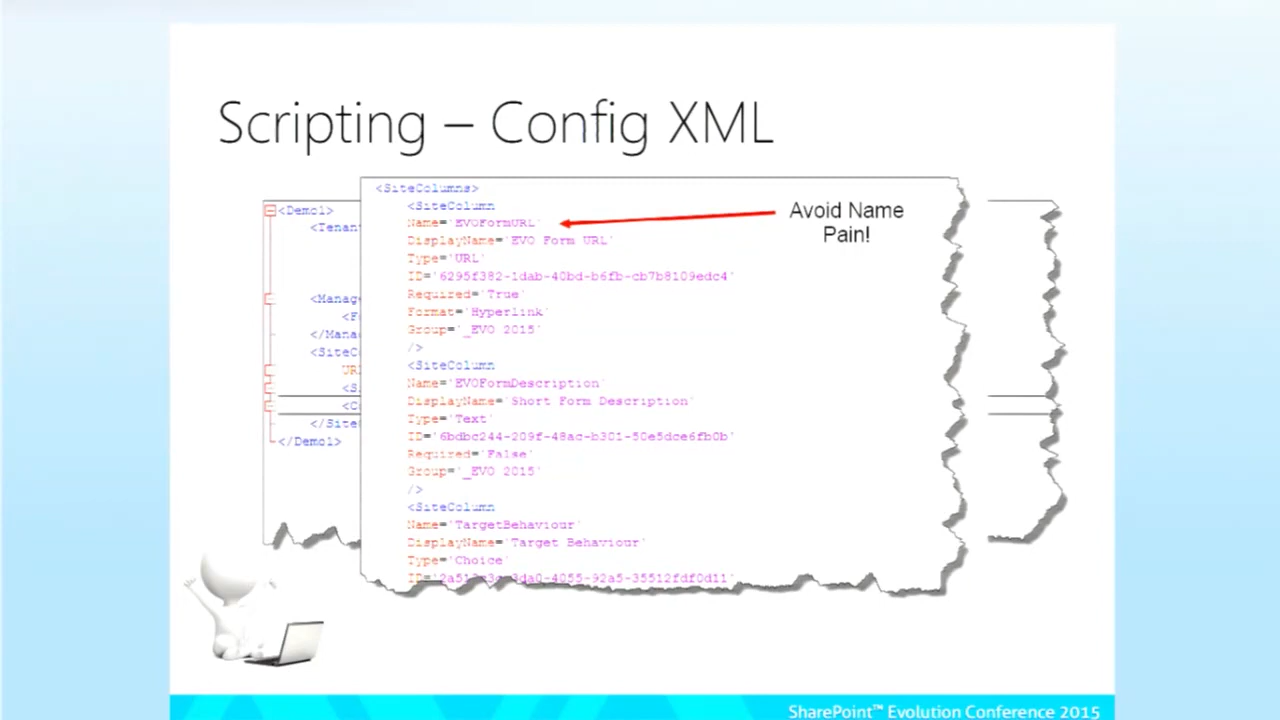 Scripting – Config XML
<Demo1>
<Tenan
<Manag
<F
</Mana
<SiteC
UR
<S
<Co
</Site
</Demo1>
<SiteColumns>
<SiteColumn
Name='EVOFormURL'
DisplayName='EVO Form URL'
Type='URL'
ID='6295f382-1dab-40bd-b6fb-cb7b8109edc4'
Required='True'
Format='Hyperlink'
Group='_EVO 2015'
/>
<SiteColumn
Name='EVOFormDescription'
DisplayName='Short Form Description'
Type='Text'
ID='6bdbc244-209f-48ac-b301-50e5dce6fb0b'
Required='False'
Group='_EVO 2015'
/>
<SiteColumn
Name='TargetBehaviour'
DisplayName='Target Behaviour'
Type='Choice'
Avoid Name
Pain!
SharePoint™ Evolution Conference 2015